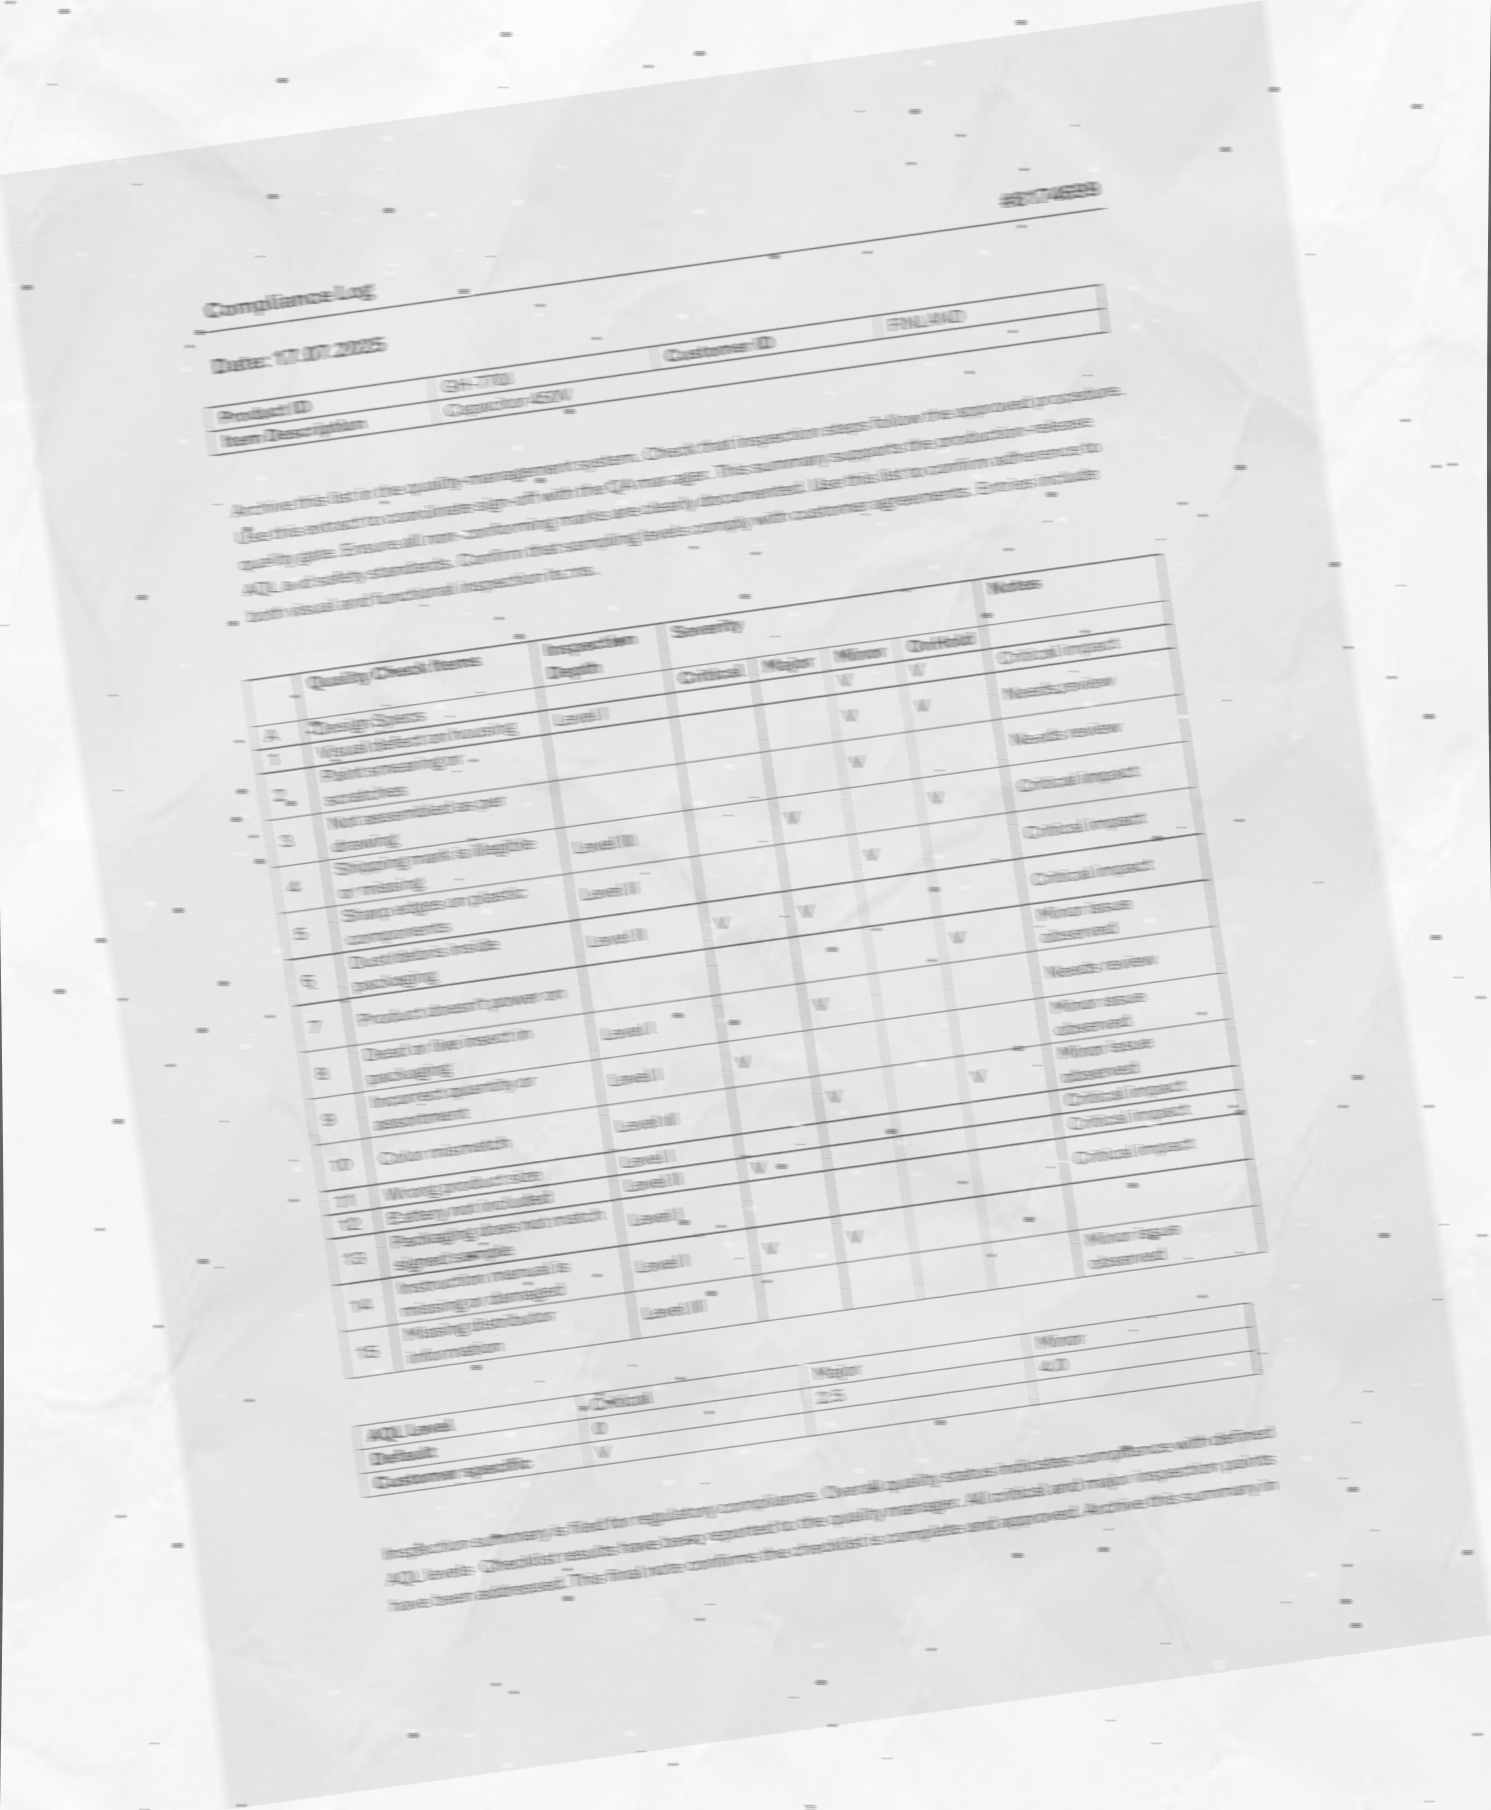 Compliance Log
Date: 17.07.2025
Product ID Customer ID FINLAND
Item Description Capacitor 450V
Archive this list in the quality management system. Check that inspection steps follow the approved procedure.
Use this extract to coordinate sign-off with the QA manager. This summary supports the production release
quality gate. Ensure all non-conforming marks are clearly documented. Use this list to confirm adherence to
AQL and safety standards. Confirm that sampling levels comply with customer agreements. Entries include
both visual and functional inspection items.
Quality Check Items Inspection Depth Severity Notes
Critical Major Minor On Hold
A. Design Specs
1 Visual defect on housing Level I W W Critical impact
2 Paint smearing or scratches W W Needs review
3 Not assembled as per drawing W Needs review
4 Shipping mark is illegible or missing Level III W W Critical impact
5 Sharp edges on plastic components Level II W Critical impact
6 Dust/debris inside packaging Level II W W Critical impact
7 Product doesn't power on W Minor issue observed
8 Dead or live insect in packaging Level I W Needs review
9 Incorrect quantity or assortment Level I W Minor issue observed
10 Color mismatch Level III W W Minor issue observed
11 Wrong product size Level I Critical impact
12 Battery not included Level II W Critical impact
13 Packaging does not match signed sample Level I Critical impact
14 Instruction manual is missing or damaged Level I W W
15 Missing distributor information Level III Minor issue observed
AQL Level Critical Major Minor
Default 0 2.5 4.0
Customer specific W
Inspection summary is filed for regulatory compliance. Overall quality status indicates compliance with defined
AQL levels. Checklist results have been reported to the quality manager. All critical and major inspection points
have been addressed. This final note confirms the checklist is complete and approved. Archive this summary in